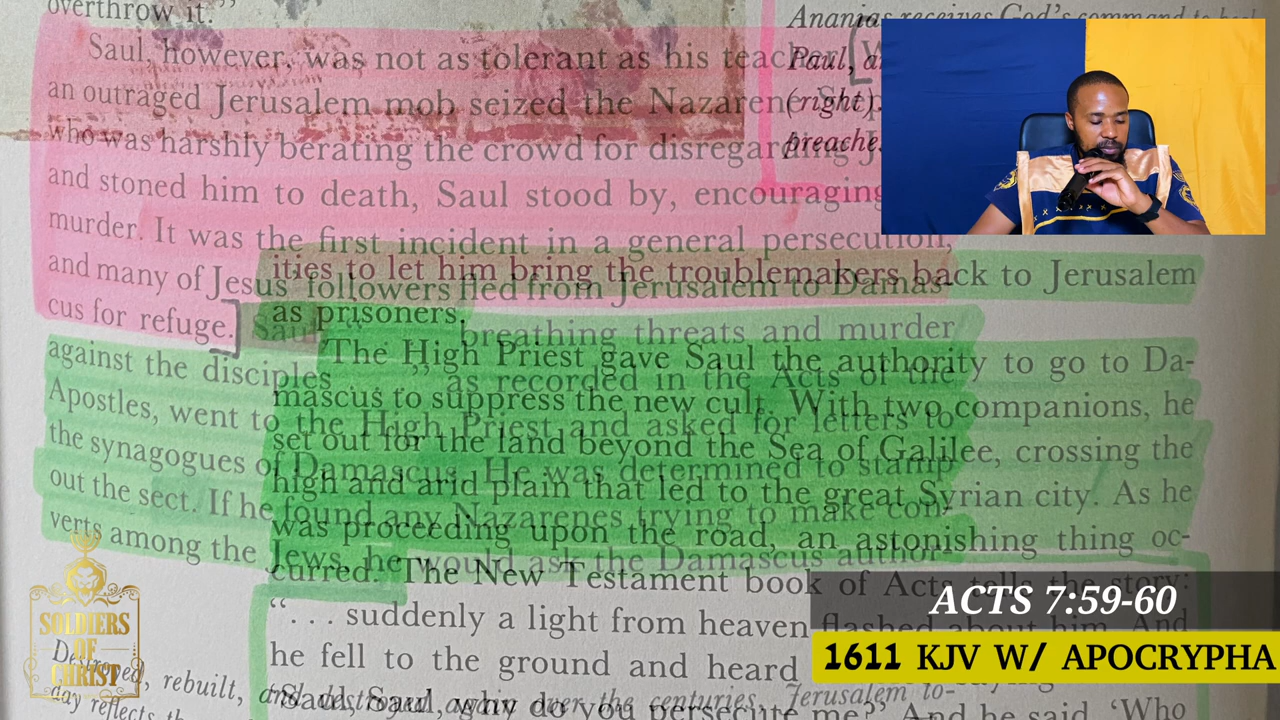 overthrow it.”
Saul, however, was not as tolerant as his teacher.
an outraged Jerusalem mob seized the Nazarene
who was harshly berating the crowd for disregarding
and stoned him to death, Saul stood by, encouraging
murder. It was the first incident in a general persecution,
and many of Jesus’ followers fled from Jerusalem to Damas-
cus for refuge.] Saul, breathing threats and murder
against the disciples . . . ,” as recorded in the Acts of the
Apostles, went to the High Priest and asked for letters to
the synagogues of Damascus. He was determined to stamp
out the sect. If he found any Nazarenes trying to make con-
verts among the Jews, he would ask the Damascus author-
Ananias receives God's command to
Paul,
(right)
ities to let him bring the troublemakers back to Jerusalem
as prisoners.
The High Priest gave Saul the authority to go to Da-
mascus to suppress the new cult. With two companions, he
set out for the land beyond the Sea of Galilee, crossing the
high and arid plain that led to the great Syrian city. As he
was proceeding upon the road, an astonishing thing oc-
curred. The New Testament book of Acts tells the story:
“. . . suddenly a light from heaven flashed about him. And
he fell to the ground and heard
‘Saul, Saul, why do you persecute me?’ And he said, ‘Who
rebuilt, and destroyed again over the centuries, Jerusalem to-
day reflects
SOLDIERS
OF
CHRIST
ACTS 7:59-60
1611 KJV W/ APOCRYPHA